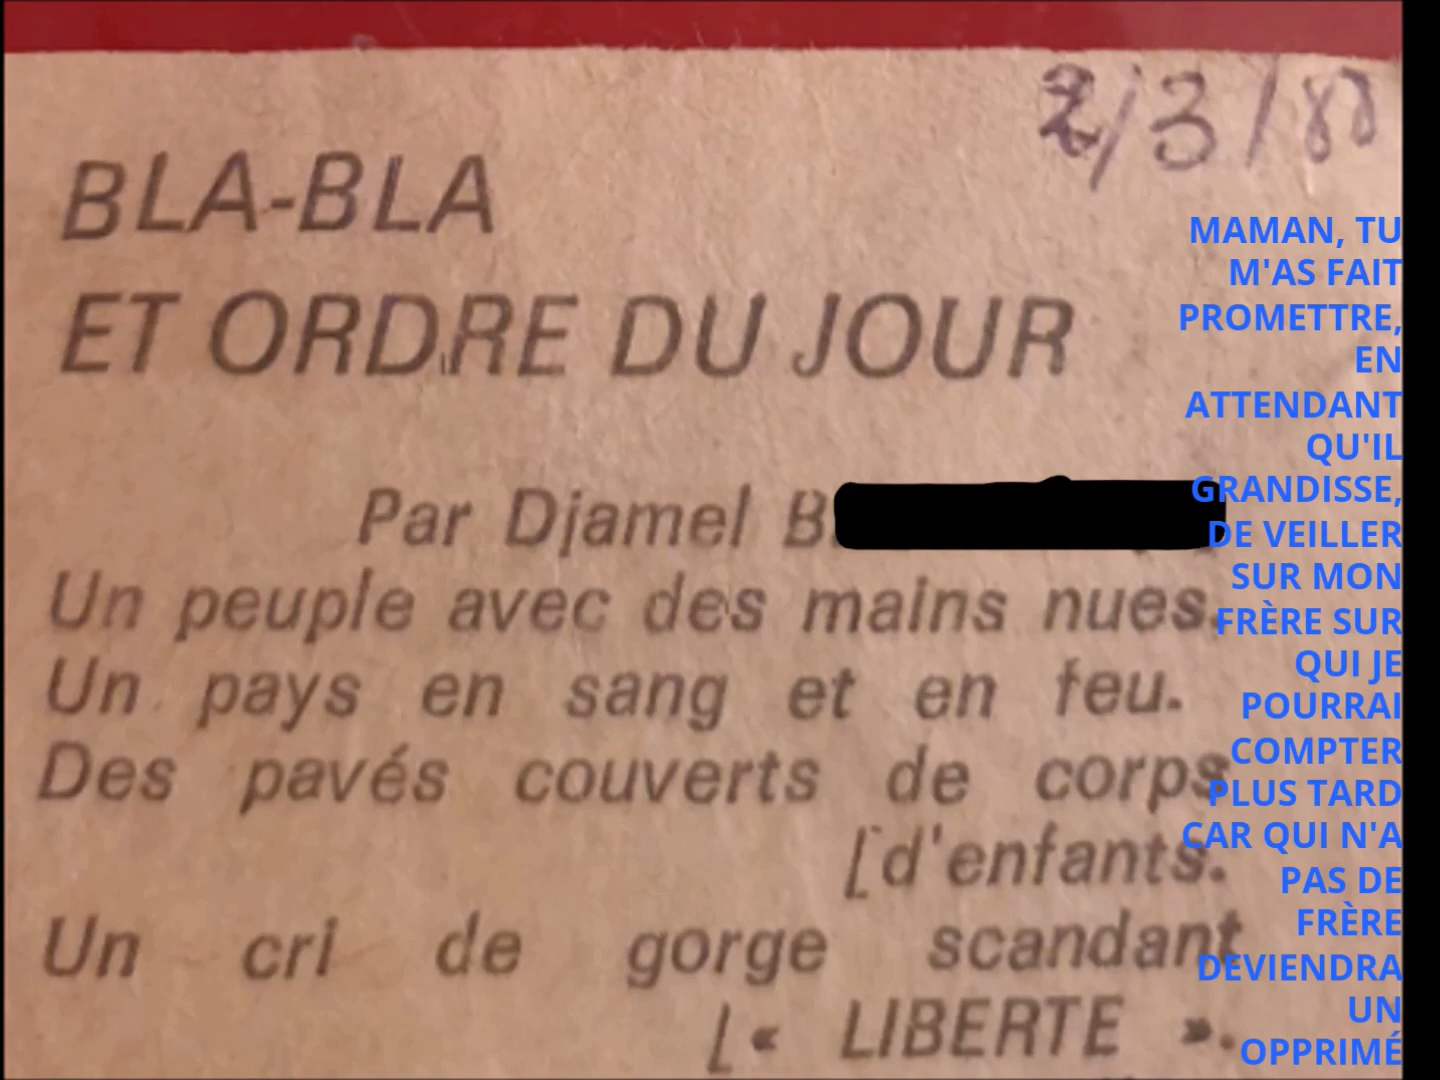 2/3/88
BLA-BLA
ET ORDRE DU JOUR
Par Djamel B
Un peuple avec des mains nues.
Un pays en sang et en feu.
Des pavés couverts de corps
[d'enfants.
Un cri de gorge scandant
[« LIBERTE ».
MAMAN, TU
M'AS FAIT
PROMETTRE,
EN
ATTENDANT
QU'IL
GRANDISSE,
DE VEILLER
SUR MON
FRÈRE SUR
QUI JE
POURRAI
COMPTER
PLUS TARD
CAR QUI N'A
PAS DE
FRÈRE
DEVIENDRA
UN
OPPRIMÉ